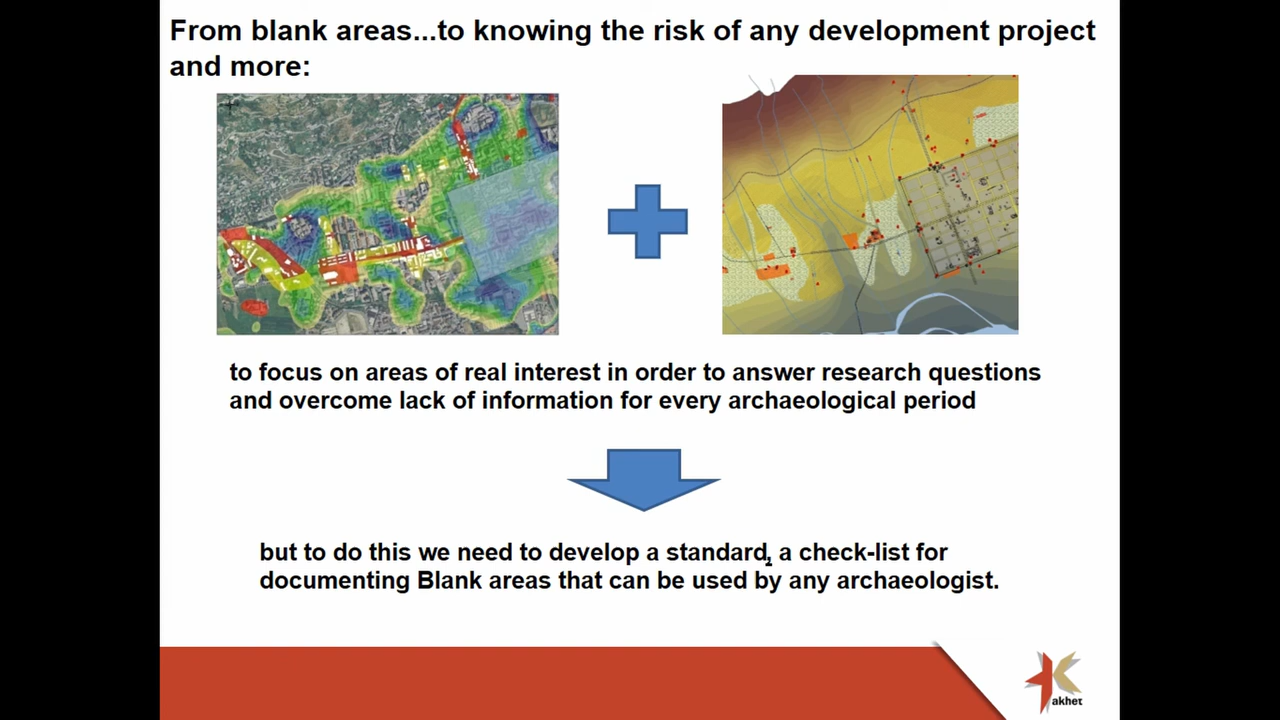 From blank areas...to knowing the risk of any development project
and more:
to focus on areas of real interest in order to answer research questions
and overcome lack of information for every archaeological period
but to do this we need to develop a standard, a check-list for
documenting Blank areas that can be used by any archaeologist.
akhet